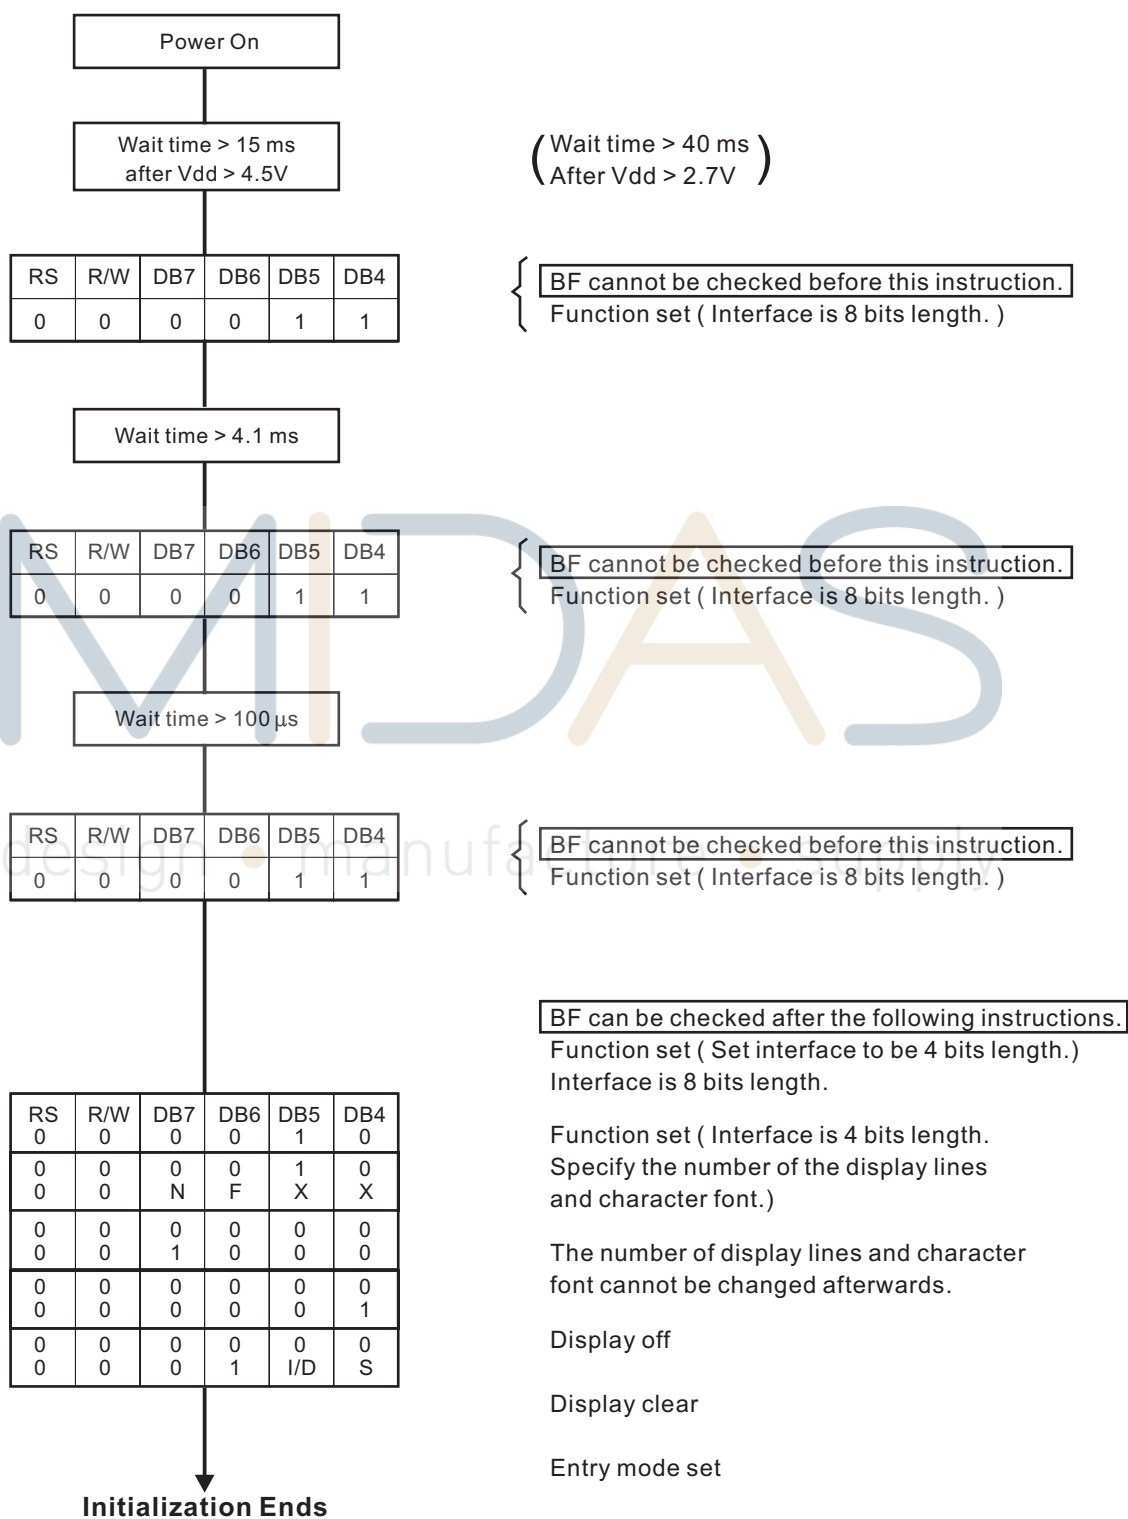 Power On
Wait time > 15 ms
after Vdd > 4.5V
( Wait time > 40 ms
After Vdd > 2.7V )
RS R/W DB7 DB6 DB5 DB4
0 0 0 0 1 1
BF cannot be checked before this instruction.
Function set ( Interface is 8 bits length. )
Wait time > 4.1 ms
RS R/W DB7 DB6 DB5 DB4
0 0 0 0 1 1
BF cannot be checked before this instruction.
Function set ( Interface is 8 bits length. )
MIDAS
Wait time > 100 µs
RS R/W DB7 DB6 DB5 DB4
0 0 0 0 1 1
BF cannot be checked before this instruction.
Function set ( Interface is 8 bits length. )
design • manufacture • supply
BF can be checked after the following instructions.
Function set ( Set interface to be 4 bits length.)
Interface is 8 bits length.
RS R/W DB7 DB6 DB5 DB4
0 0 0 0 1 0
0 0 0 0 1 0
0 0 N F X X
0 0 0 0 0 0
0 0 1 0 0 0
0 0 0 0 0 0
0 0 0 0 0 1
0 0 0 0 0 0
0 0 0 1 I/D S
Function set ( Interface is 4 bits length.
Specify the number of the display lines
and character font.)
The number of display lines and character
font cannot be changed afterwards.
Display off
Display clear
Entry mode set
Initialization Ends